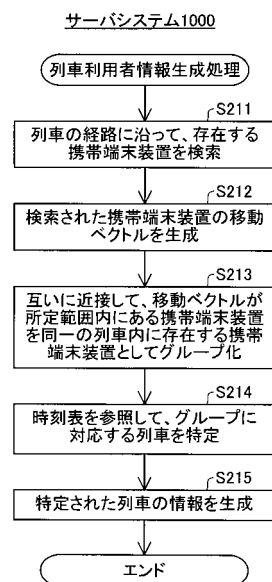 サーバシステム1000
列車利用者情報生成処理
S211
列車の経路に沿って、存在する
携帯端末装置を検索
S212
検索された携帯端末装置の移動
ベクトルを生成
S213
互いに近接して、移動ベクトルが
所定範囲内にある携帯端末装置
を同一の列車内に存在する携帯
端末装置としてグループ化
S214
時刻表を参照して、グループに
対応する列車を特定
S215
特定された列車の情報を生成
エンド